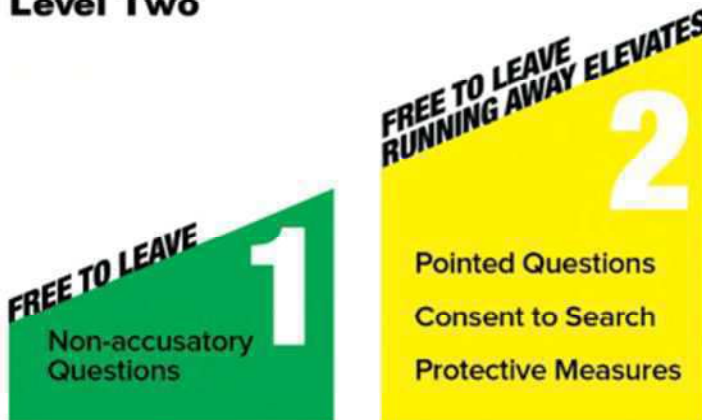 Level Two
FREE TO LEAVE
1
Non-accusatory
Questions
FREE TO LEAVE
RUNNING AWAY ELEVATES
2
Pointed Questions
Consent to Search
Protective Measures